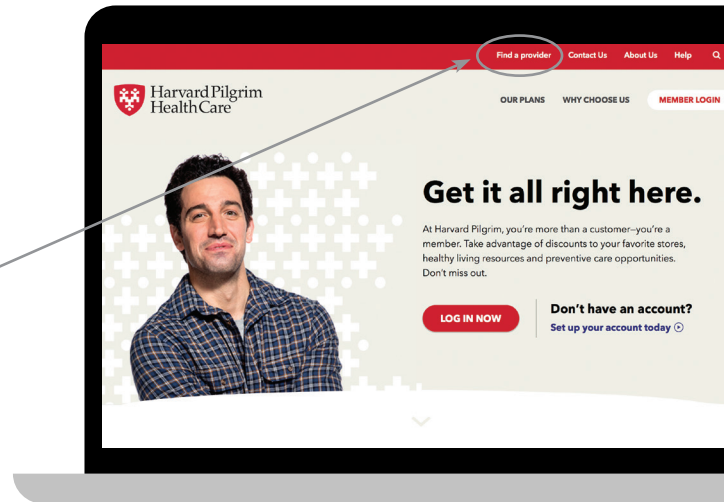 Find a provider Contact Us About Us Help
Harvard Pilgrim
HealthCare
OUR PLANS WHY CHOOSE US MEMBER LOGIN
Get it all right here.
At Harvard Pilgrim, you're more than a customer—you're a
member. Take advantage of discounts to your favorite stores,
healthy living resources and preventive care opportunities.
Don't miss out.
LOG IN NOW
Don't have an account?
Set up your account today